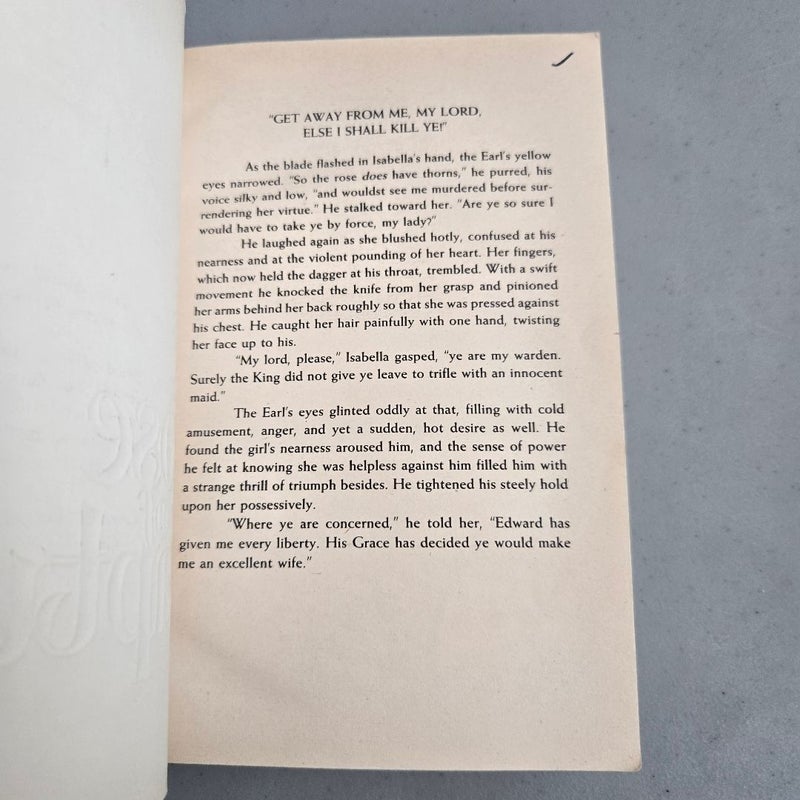 "GET AWAY FROM ME, MY LORD,
ELSE I SHALL KILL YE!"
As the blade flashed in Isabella's hand, the Earl's yellow
eyes narrowed. "So the rose does have thorns," he purred, his
voice silky and low, "and wouldst see me murdered before sur-
rendering her virtue." He stalked toward her. "Are ye so sure I
would have to take ye by force, my lady?"
He laughed again as she blushed hotly, confused at his
nearness and at the violent pounding of her heart. Her fingers,
which now held the dagger at his throat, trembled. With a swift
movement he knocked the knife from her grasp and pinioned
her arms behind her back roughly so that she was pressed against
his chest. He caught her hair painfully with one hand, twisting
her face up to his.
"My lord, please," Isabella gasped, "ye are my warden.
Surely the King did not give ye leave to trifle with an innocent
maid."
The Earl's eyes glinted oddly at that, filling with cold
amusement, anger, and yet a sudden, hot desire as well. He
found the girl's nearness aroused him, and the sense of power
he felt at knowing she was helpless against him filled him with
a strange thrill of triumph besides. He tightened his steely hold
upon her possessively.
"Where ye are concerned," he told her, "Edward has
given me every liberty. His Grace has decided ye would make
me an excellent wife."